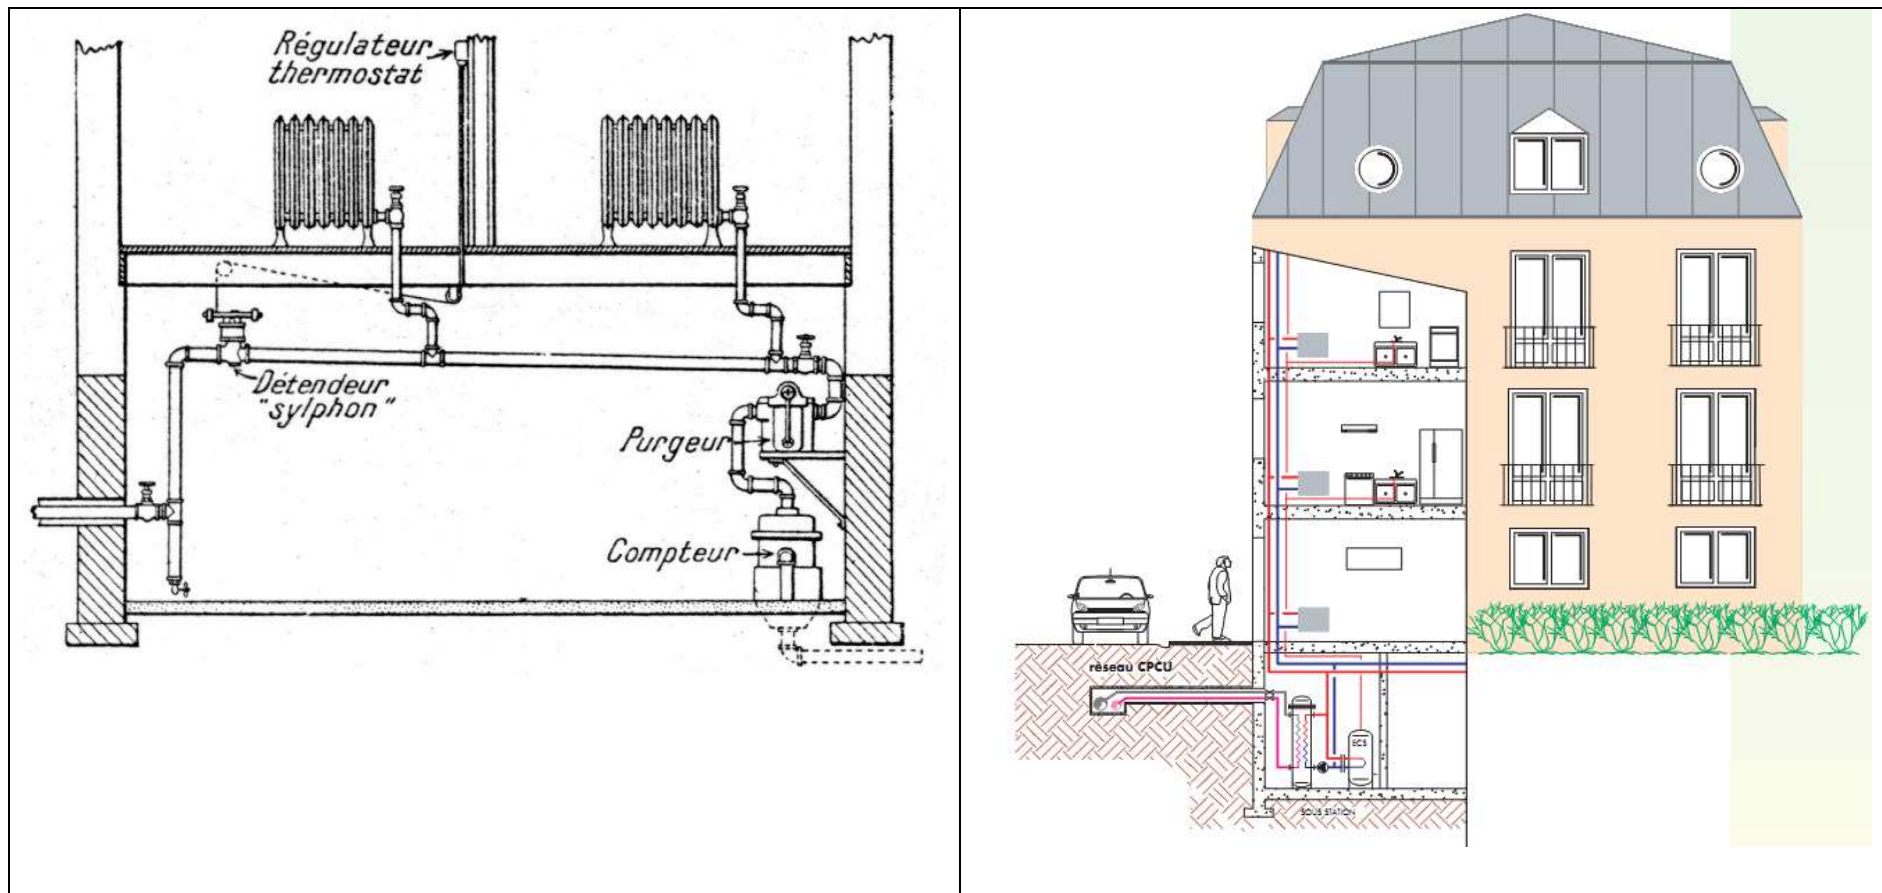 Régulateur
thermostat
Détendeur
"sylphon"
Purgeur
Compteur
réseau CPCU
ECS
SOUS STATION